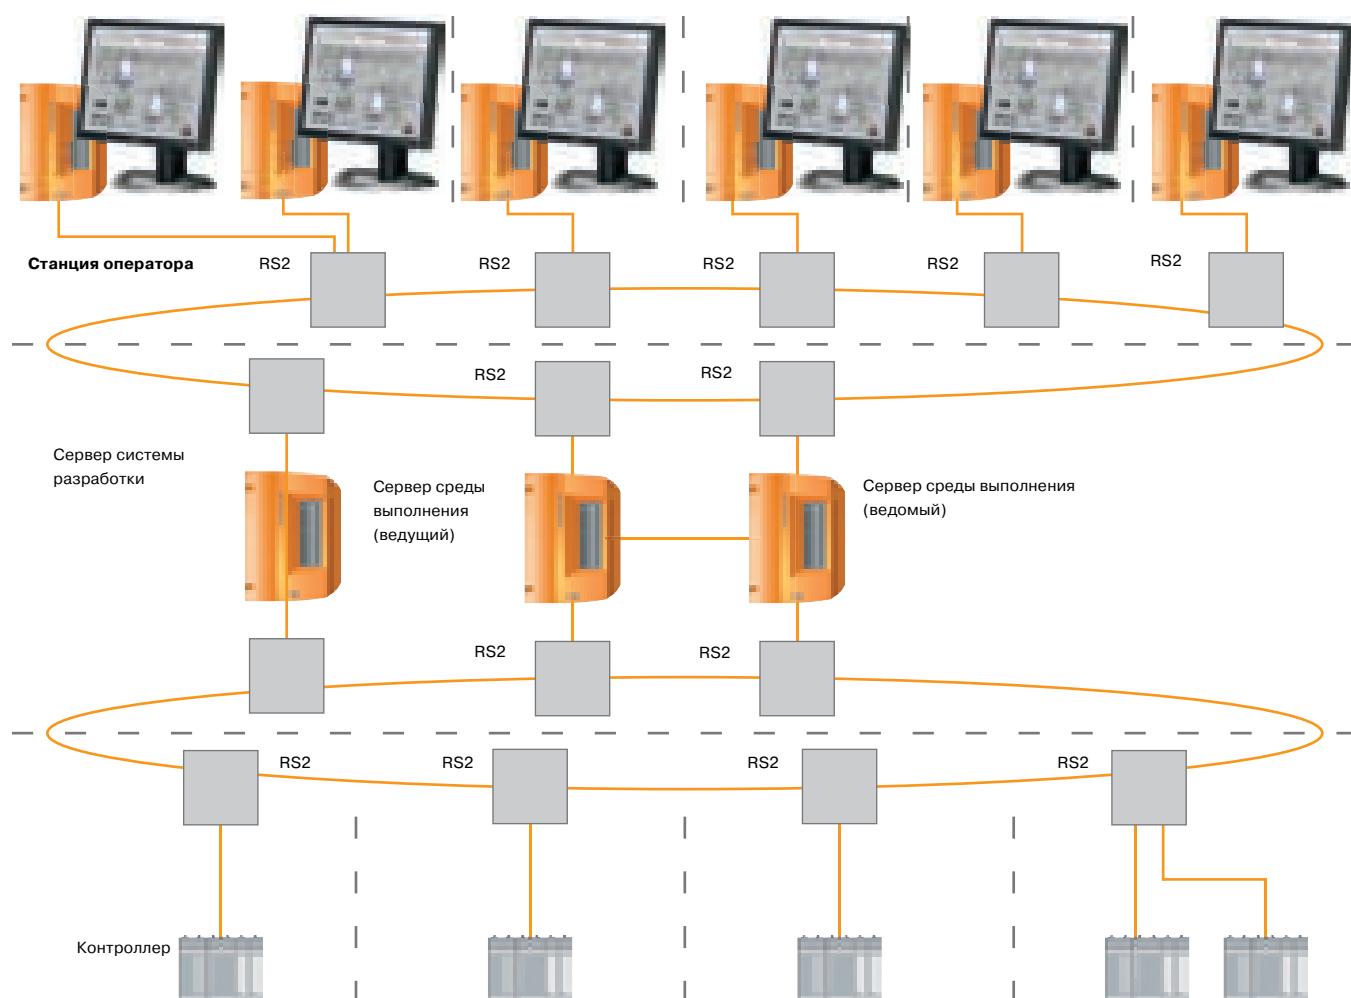 Станция оператора
RS2
RS2
RS2
RS2
RS2
RS2
RS2
Сервер системы
разработки
Сервер среды
выполнения
(ведущий)
Сервер среды выполнения
(ведомый)
RS2
RS2
RS2
RS2
RS2
RS2
Контроллер